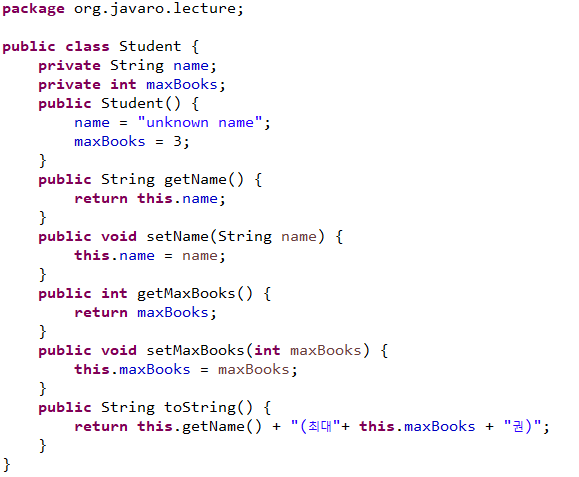 package org.javaro.lecture;
public class Student {
private String name;
private int maxBooks;
public Student() {
name = "unknown name";
maxBooks = 3;
}
public String getName() {
return this.name;
}
public void setName(String name) {
this.name = name;
}
public int getMaxBooks() {
return maxBooks;
}
public void setMaxBooks(int maxBooks) {
this.maxBooks = maxBooks;
}
public String toString() {
return this.getName() + "(최대"+ this.maxBooks + "권)";
}
}